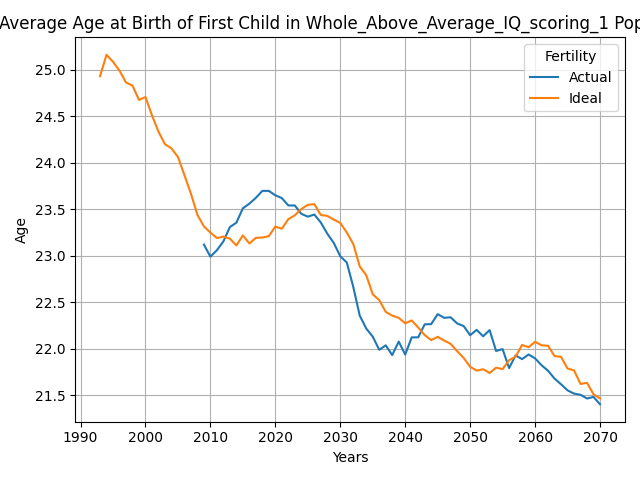 Average Age at Birth of First Child in Whole_Above_Average_IQ_scoring_1 Pop
Fertility
Actual
Ideal
25.0
24.5
24.0
23.5
23.0
22.5
22.0
21.5
Age
1990 2000 2010 2020 2030 2040 2050 2060 2070
Years